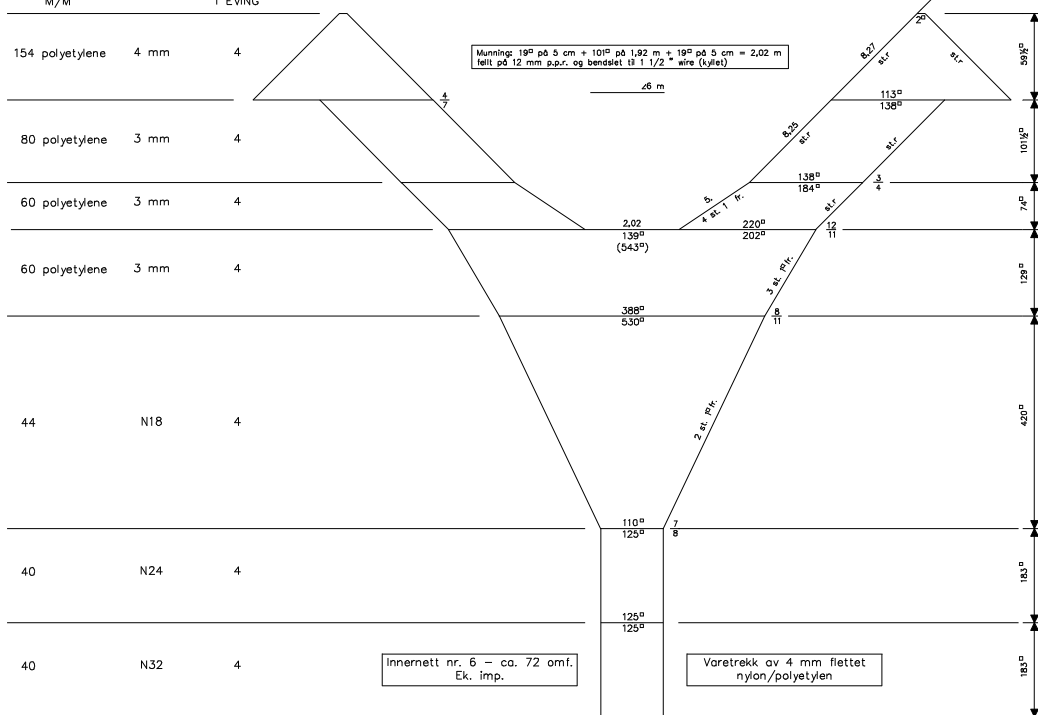 M/M
I EVING
2¤
154 polyetylene 4 mm 4
Munning: 19¤ på 5 cm + 101¤ på 1,92 m + 19¤ på 5 cm = 2,02 m
fellt på 12 mm p.p.r. og bendslet til 1 1/2 " wire (kyllet)
26 m
8,27
st.r
st.r
59½¤
4
7
113¤
138¤
80 polyetylene 3 mm 4
8,25
st.r
st.r
101½¤
138¤
184¤
3
4
60 polyetylene 3 mm 4
5,
4 st. 1 fr.
st.r
74¤
2,02
139¤
(543¤)
220¤
202¤
12
11
60 polyetylene 3 mm 4
3 st. 1¤fr.
129¤
388¤
530¤
8
11
44 N18 4
2 st. 1¤fr.
420¤
110¤
125¤
7
8
40 N24 4
183¤
125¤
125¤
40 N32 4
Innernett nr. 6 – ca. 72 omf.
Ek. imp.
Varetrekk av 4 mm flettet
nylon/polyetylen
183¤